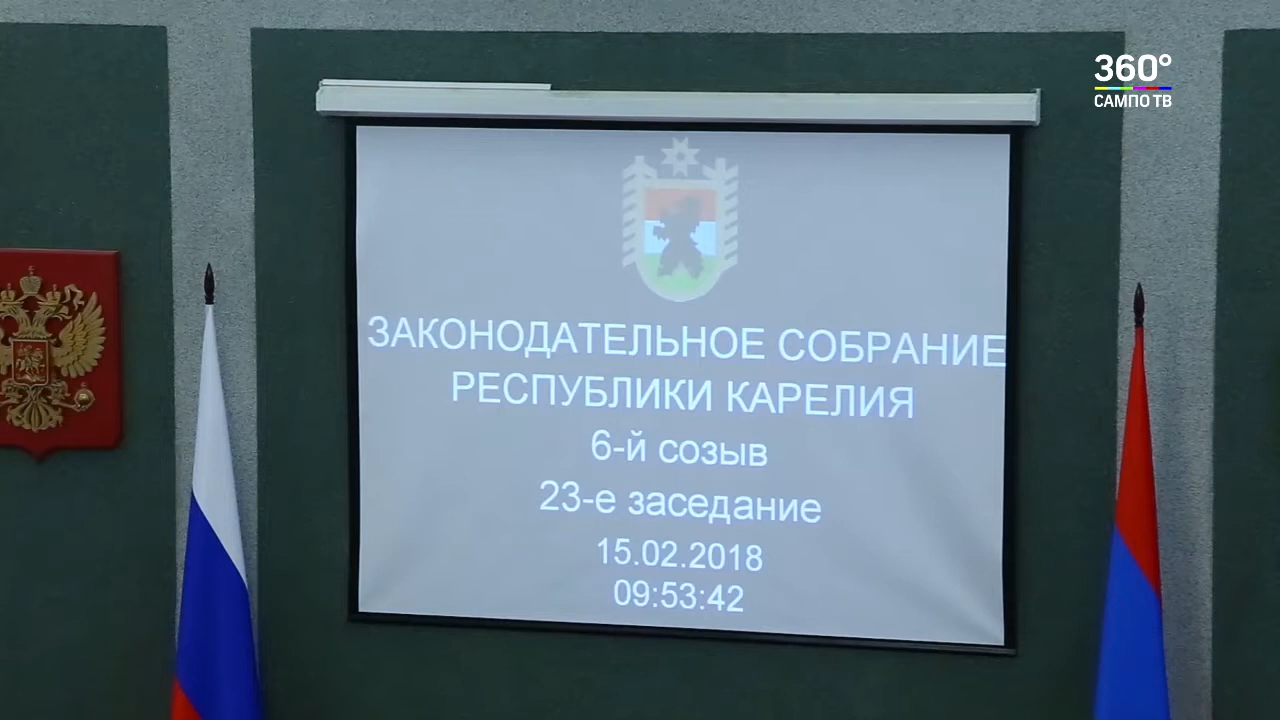 360°
САМПО ТВ
ЗАКОНОДАТЕЛЬНОЕ СОБРАНИЕ
РЕСПУБЛИКИ КАРЕЛИЯ
6-й созыв
23-е заседание
15.02.2018
09:53:42